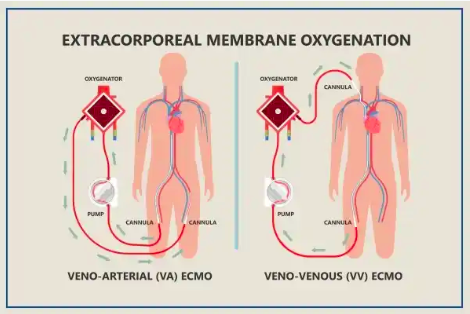 EXTRACORPOREAL MEMBRANE OXYGENATION
OXYGENATOR
PUMP
CANNULA
CANNULA
VENO-ARTERIAL (VA) ECMO
OXYGENATOR
CANNULA
PUMP
CANNULA
VENO-VENOUS (VV) ECMO